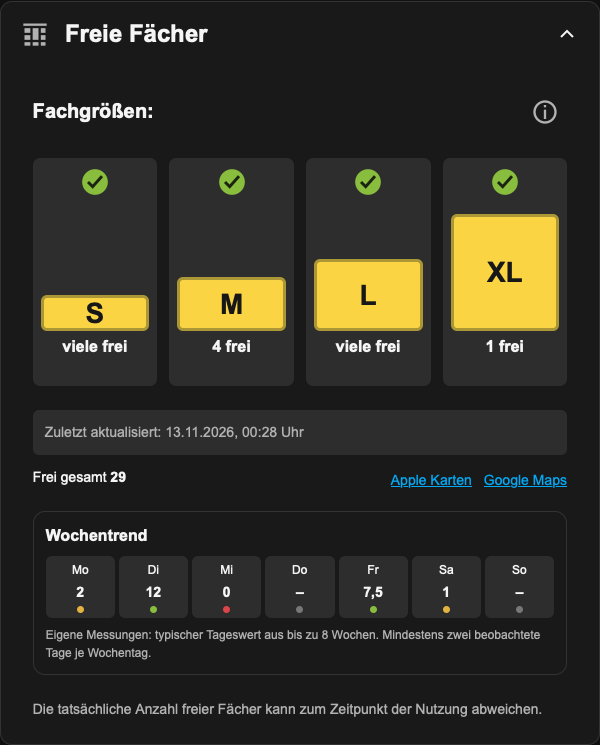 Freie Fächer
Fachgrößen:
S
M
L
XL
viele frei
4 frei
viele frei
1 frei
Zuletzt aktualisiert: 13.11.2026, 00:28 Uhr
Frei gesamt 29
Apple Karten Google Maps
Wochentrend
Mo Di Mi Do Fr Sa So
2 12 0 – 7,5 1 –
Eigene Messungen: typischer Tageswert aus bis zu 8 Wochen. Mindestens zwei beobachtete
Tage je Wochentag.
Die tatsächliche Anzahl freier Fächer kann zum Zeitpunkt der Nutzung abweichen.